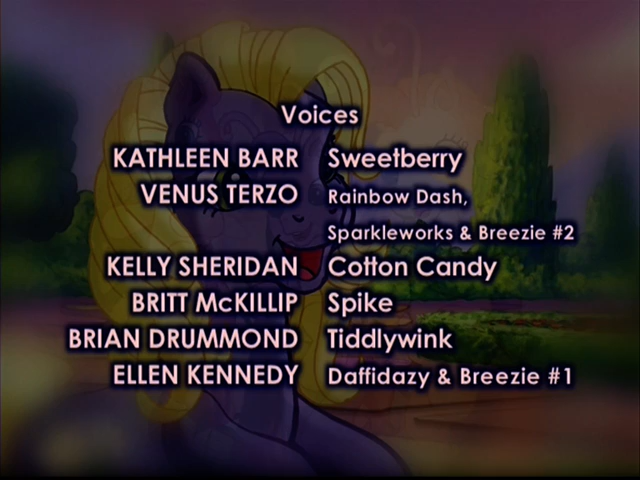 Voices
KATHLEEN BARR Sweetberry
VENUS TERZO Rainbow Dash,
Sparkleworks & Breezie #2
KELLY SHERIDAN Cotton Candy
BRITT McKILLIP Spike
BRIAN DRUMMOND Tiddlywink
ELLEN KENNEDY Daffidazy & Breezie #1